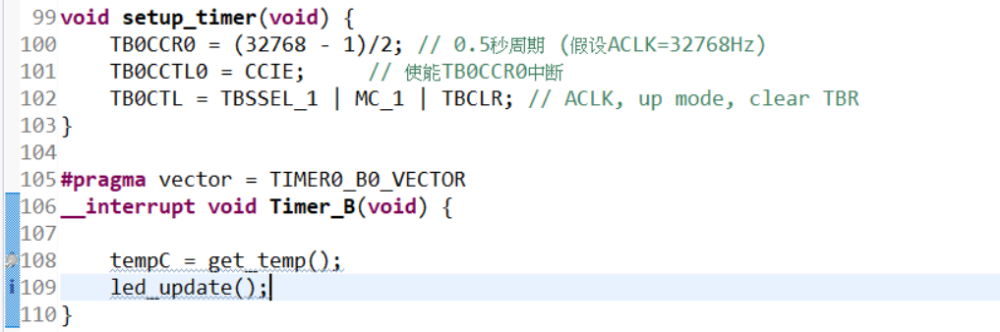 99 void setup_timer(void) {
100     TB0CCR0 = (32768 - 1)/2; // 0.5秒周期 (假设ACLK=32768Hz)
101     TB0CCTL0 = CCIE;     // 使能TB0CCR0中断
102     TB0CTL = TBSSEL_1 | MC_1 | TBCLR; // ACLK, up mode, clear TBR
103 }
104
105 #pragma vector = TIMER0_B0_VECTOR
106 __interrupt void Timer_B(void) {
107
108     tempC = get_temp();
109     led_update();
110 }